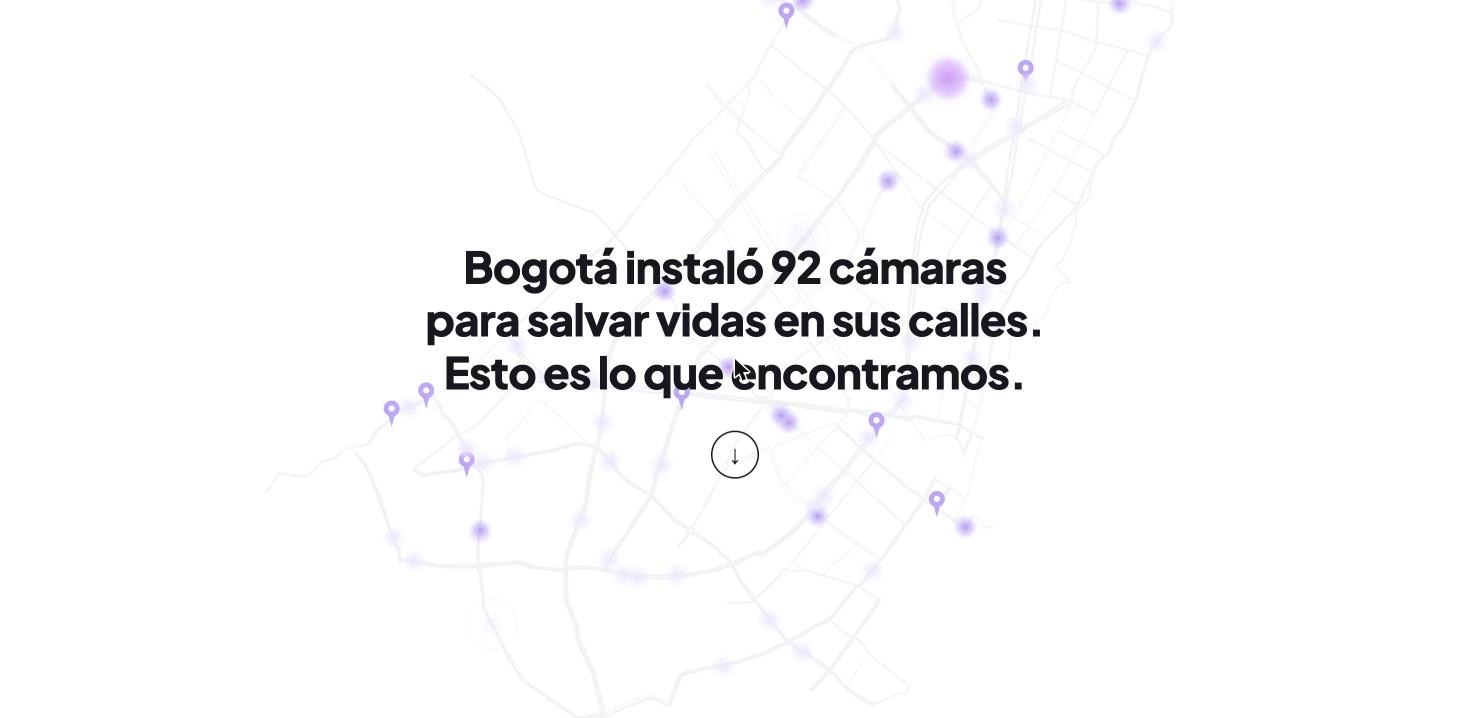 Bogotá instaló 92 cámaras
para salvar vidas en sus calles.
Esto es lo que encontramos.
↓